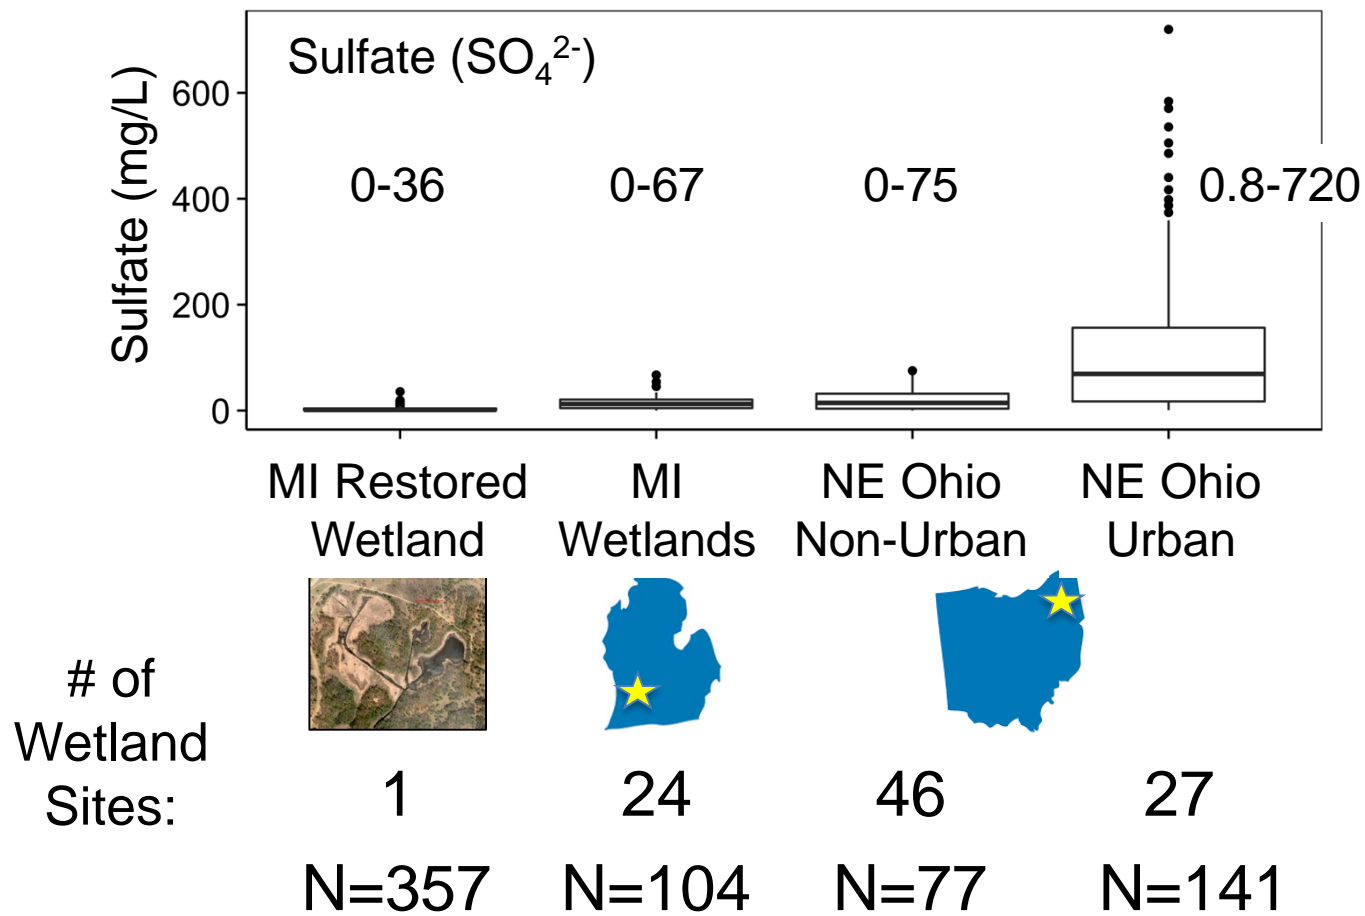 Sulfate (SO₄²⁻)
Sulfate (mg/L)
600
400
200
0
0-36 0-67 0-75 0.8-720
MI Restored Wetland
MI Wetlands
NE Ohio Non-Urban
NE Ohio Urban
# of
Wetland
Sites:
1 24 46 27
N=357 N=104 N=77 N=141